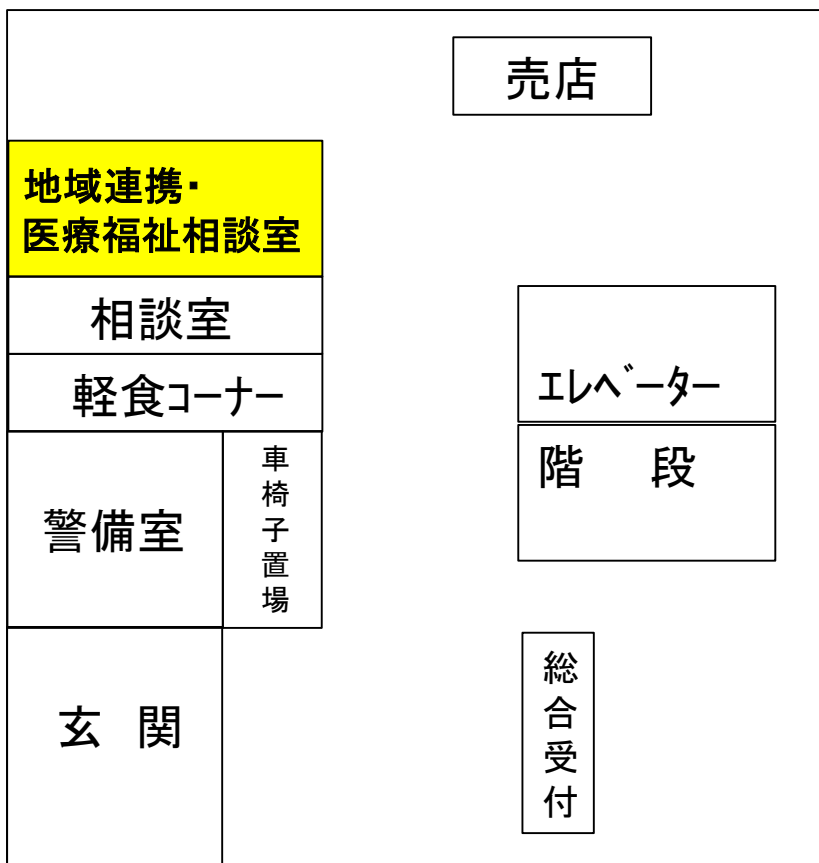 売店
地域連携・
医療福祉相談室
相談室
軽食コーナー
エレベーター
階　段
警備室
車椅子置場
玄　関
総合受付